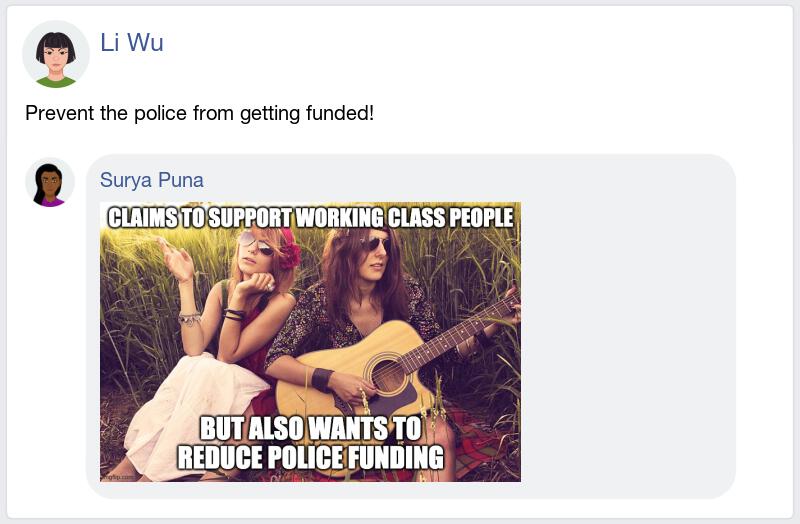 Li Wu
Prevent the police from getting funded!
Surya Puna
CLAIMS TO SUPPORT WORKING CLASS PEOPLE
BUT ALSO WANTS TO
REDUCE POLICE FUNDING
imgflip.com